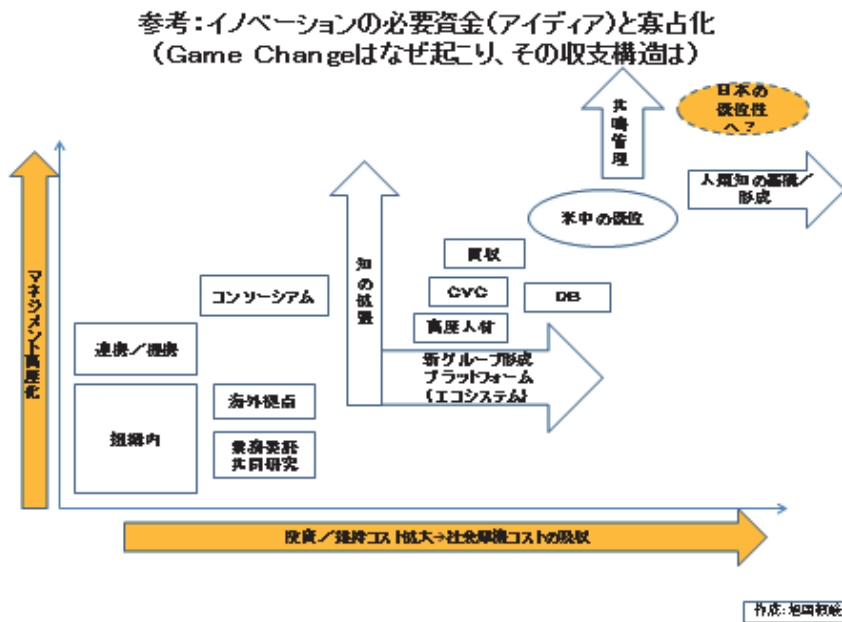 参考：イノベーションの必要資金（アイディア）と寡占化
（Game Changeはなぜ起こり、その収支構造は）
共鳴管理
日本の
優位性
へ？
人類知の蓄積／
形成
米中の優位
知の拡散
買収
CVC
DB
高度人材
新グループ形成
プラットフォーム
（エコシステム）
コンソーシアム
連携／提携
海外拠点
組織内
業務委託
共同研究
マネジメント高度化
投資／維持コスト拡大→社会環境コストの吸収
作成：